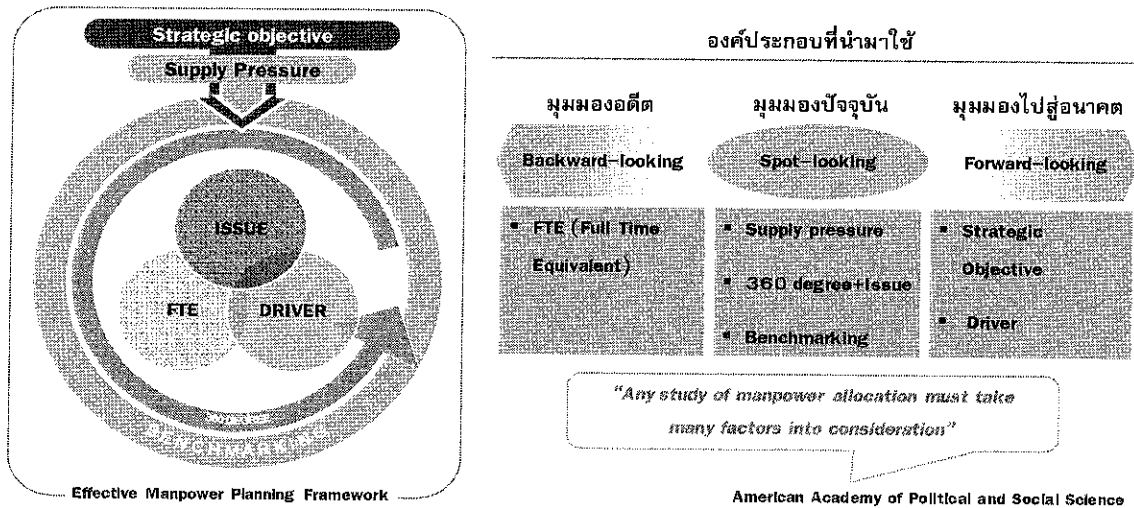 Strategic objective
Supply Pressure
ISSUE
FTE
DRIVER
BENCHMARKING
Effective Manpower Planning Framework
องค์ประกอบที่นำมาใช้
มุมมองอดีต
มุมมองปัจจุบัน
มุมมองไปสู่อนาคต
Backward-looking
Spot-looking
Forward-looking
▪ FTE (Full Time
Equivalent)
▪ Supply pressure
▪ 360 degree+Issue
▪ Benchmarking
▪ Strategic
Objective
▪ Driver
"Any study of manpower allocation must take
many factors into consideration"
American Academy of Political and Social Science